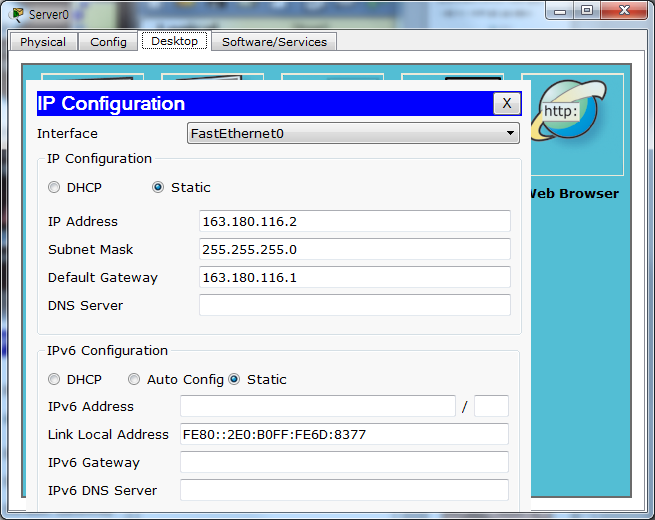 Server0
Physical Config Desktop Software/Services
IP Configuration X
http:
Interface FastEthernet0
IP Configuration
DHCP Static
Web Browser
IP Address 163.180.116.2
Subnet Mask 255.255.255.0
Default Gateway 163.180.116.1
DNS Server
IPv6 Configuration
DHCP Auto Config Static
IPv6 Address /
Link Local Address FE80::2E0:B0FF:FE6D:8377
IPv6 Gateway
IPv6 DNS Server